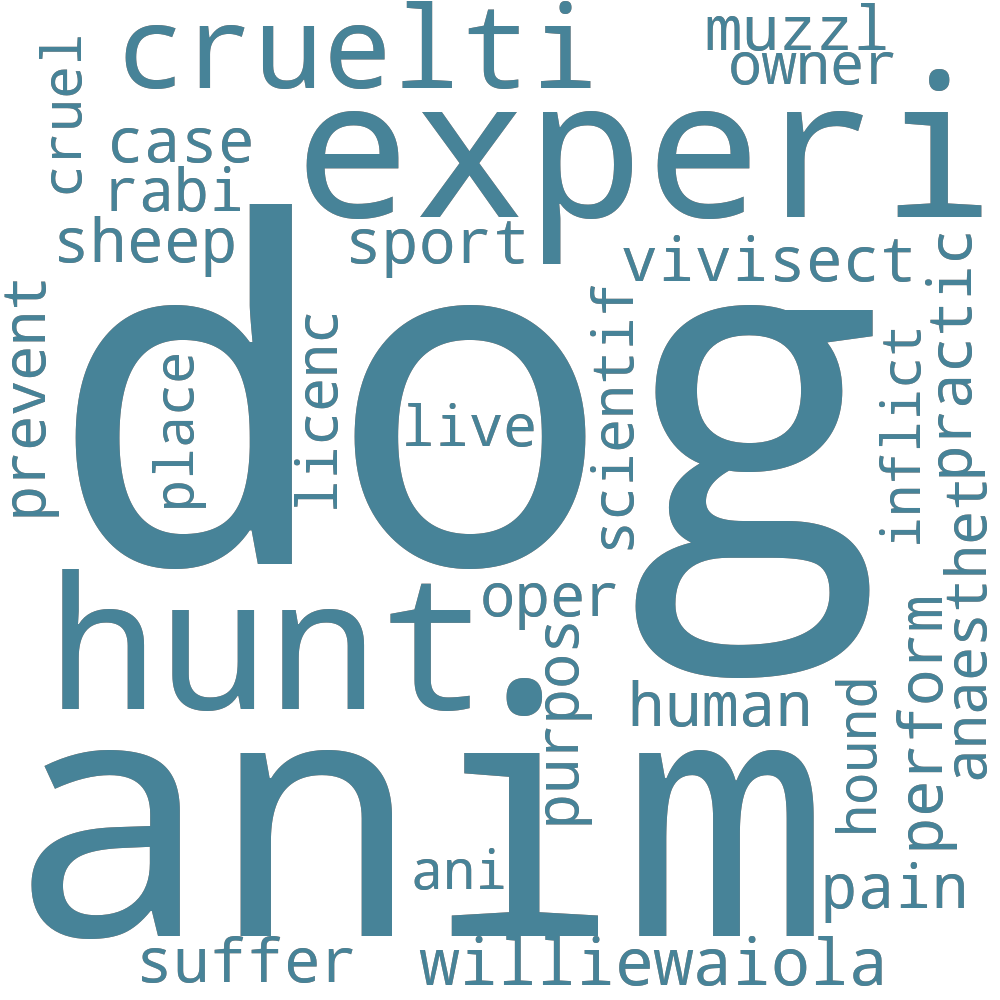 cruelti
muzzl
owner
cruel
experi
case
rabi
sheep
sport
vivisect
dog
prevent
place
licenc
live
scientif
inflict
practic
hunt
oper
purpos
human
hound
perform
anaesthet
anim
ani
pain
suffer
williewaiola